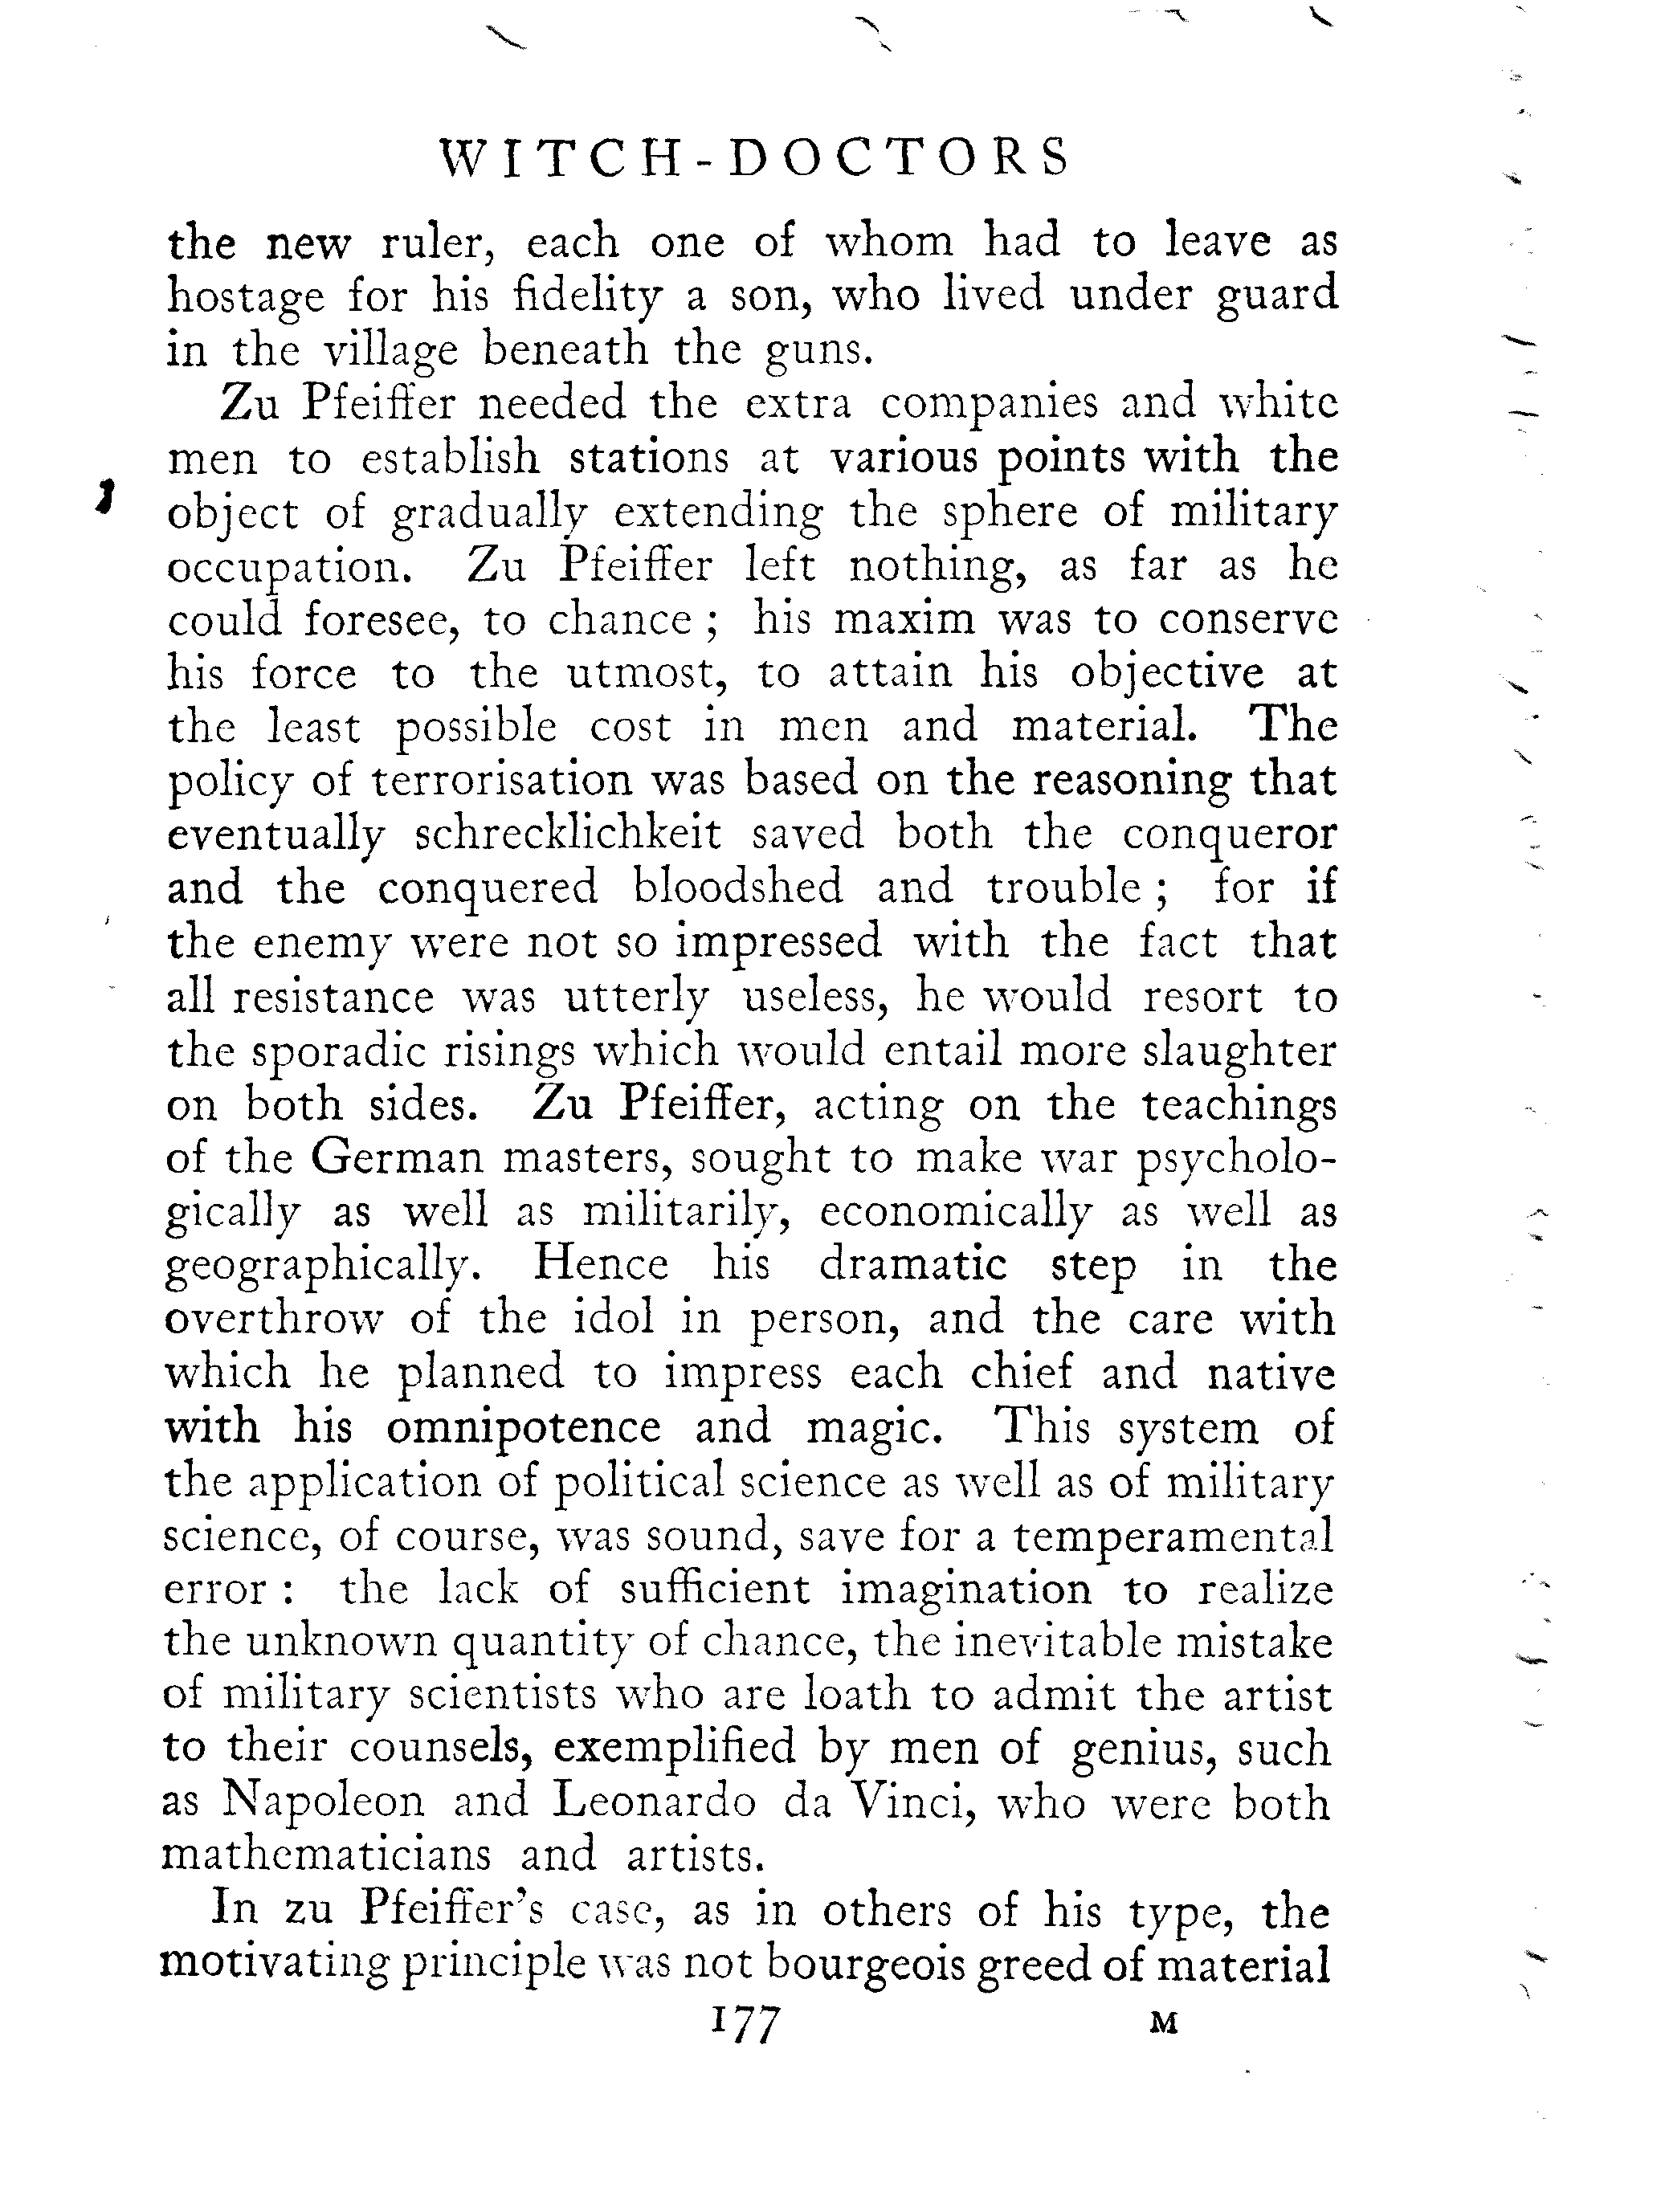 WITCH-DOCTORS
the new ruler, each one of whom had to leave as
hostage for his fidelity a son, who lived under guard
in the village beneath the guns.
Zu Pfeiffer needed the extra companies and white
men to establish stations at various points with the
object of gradually extending the sphere of military
occupation. Zu Pfeiffer left nothing, as far as he
could foresee, to chance ; his maxim was to conserve
his force to the utmost, to attain his objective at
the least possible cost in men and material. The
policy of terrorisation was based on the reasoning that
eventually schrecklichkeit saved both the conqueror
and the conquered bloodshed and trouble ; for if
the enemy were not so impressed with the fact that
all resistance was utterly useless, he would resort to
the sporadic risings which would entail more slaughter
on both sides. Zu Pfeiffer, acting on the teachings
of the German masters, sought to make war psycholo-
gically as well as militarily, economically as well as
geographically. Hence his dramatic step in the
overthrow of the idol in person, and the care with
which he planned to impress each chief and native
with his omnipotence and magic. This system of
the application of political science as well as of military
science, of course, was sound, save for a temperamental
error : the lack of sufficient imagination to realize
the unknown quantity of chance, the inevitable mistake
of military scientists who are loath to admit the artist
to their counsels, exemplified by men of genius, such
as Napoleon and Leonardo da Vinci, who were both
mathematicians and artists.
In zu Pfeiffer's case, as in others of his type, the
motivating principle was not bourgeois greed of material
177 M